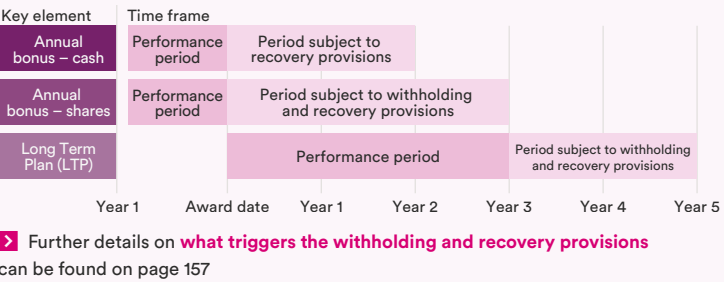 Key element Time frame
Annual
bonus – cash
Performance
period
Period subject to
recovery provisions
Annual
bonus – shares
Performance
period
Period subject to withholding
and recovery provisions
Long Term
Plan (LTP)
Performance period
Period subject to withholding
and recovery provisions
Year 1 Award date Year 1 Year 2 Year 3 Year 4 Year 5
Further details on what triggers the withholding and recovery provisions
can be found on page 157